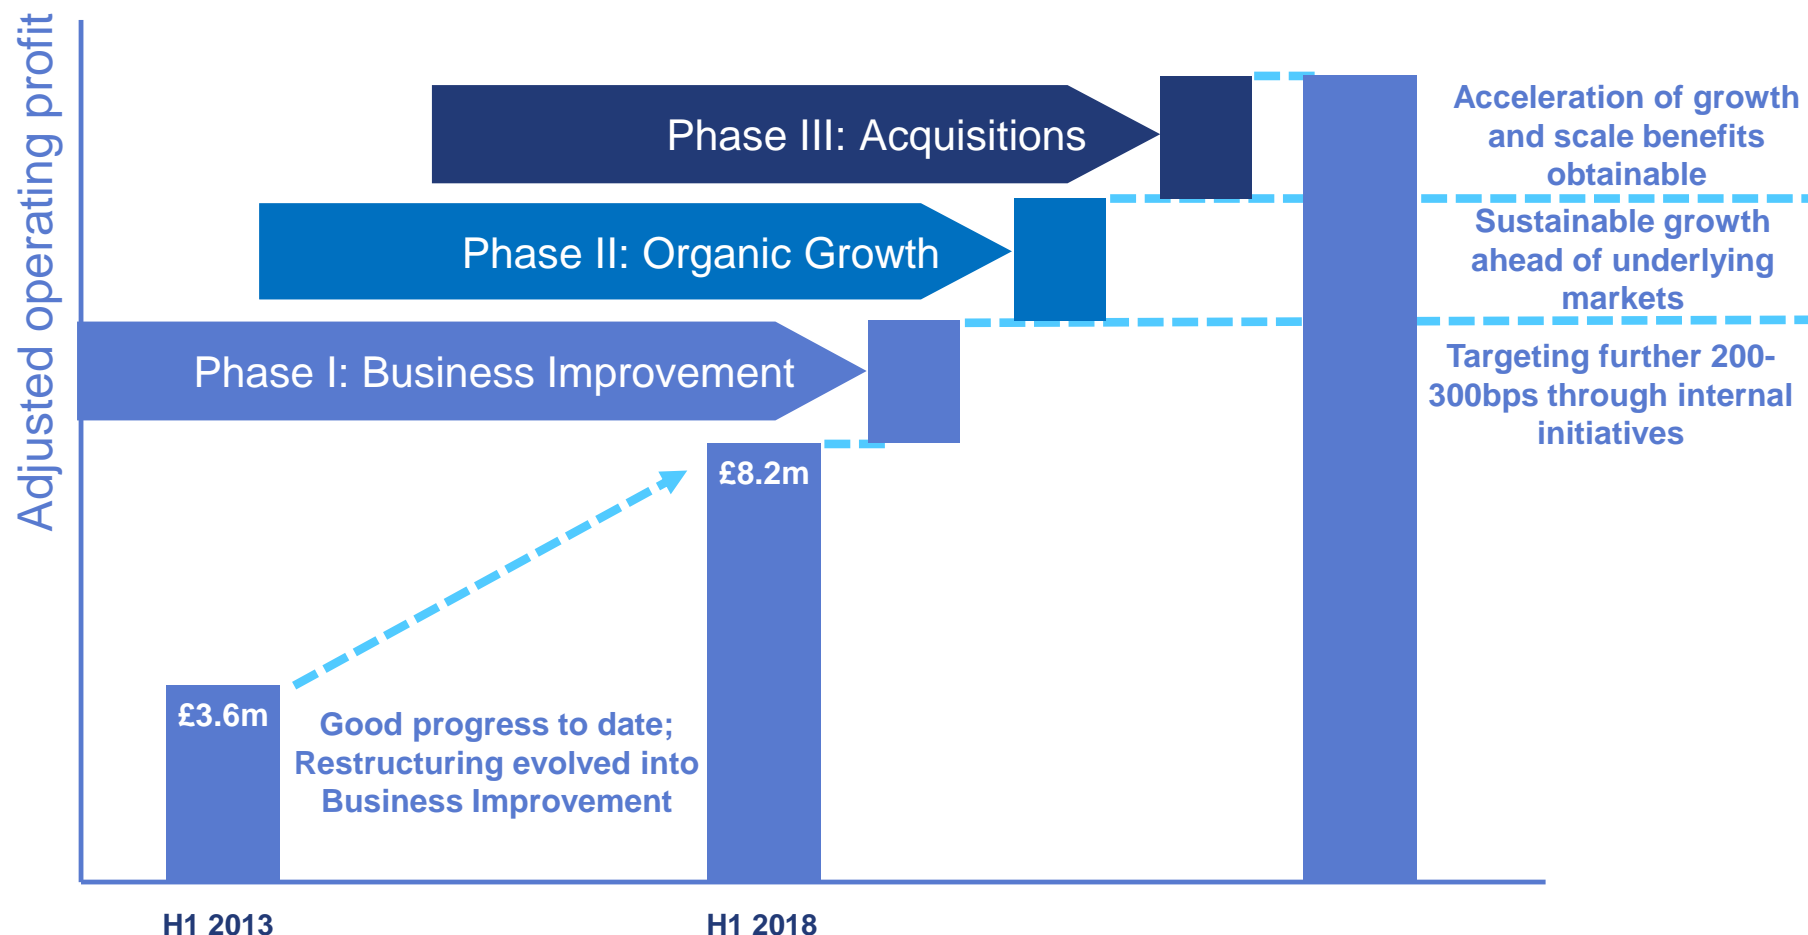 Adjusted operating profit
Phase III: Acquisitions
Acceleration of growth
and scale benefits
obtainable
Phase II: Organic Growth
Sustainable growth
ahead of underlying
markets
Phase I: Business Improvement
Targeting further 200-
300bps through internal
initiatives
£8.2m
£3.6m
Good progress to date;
Restructuring evolved into
Business Improvement
H1 2013
H1 2018